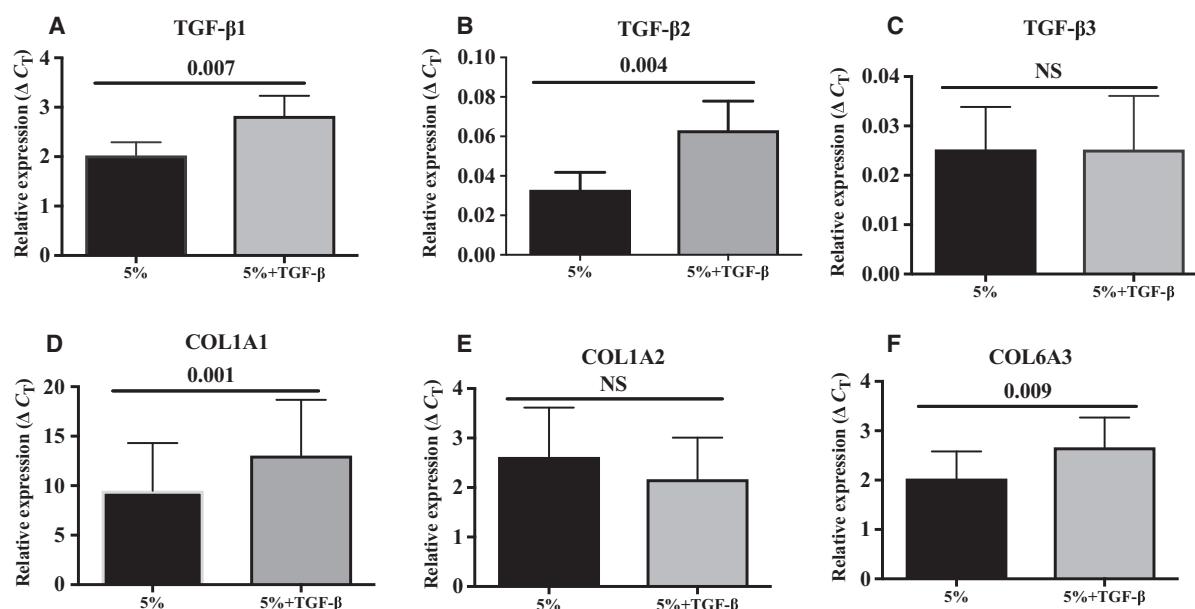 A
TGF-β1
Relative expression (Δ CT)
4
3
2
1
0
0.007
5%
5%+TGF-β
B
TGF-β2
Relative expression (Δ CT)
0.10
0.08
0.06
0.04
0.02
0.00
0.004
5%
5%+TGF-β
C
TGF-β3
Relative expression (Δ CT)
0.04
0.03
0.02
0.01
0.00
NS
5%
5%+TGF-β
D
COL1A1
Relative expression (Δ CT)
20
15
10
5
0
0.001
5%
5%+TGF-β
E
COL1A2
Relative expression (Δ CT)
4
3
2
1
0
NS
5%
5%+TGF-β
F
COL6A3
Relative expression (Δ CT)
4
3
2
1
0
0.009
5%
5%+TGF-β